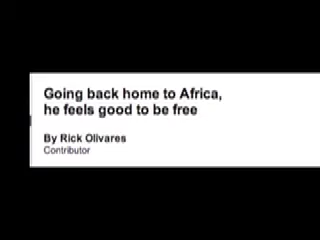 Going back home to Africa,
he feels good to be free
By Rick Olivares
Contributor